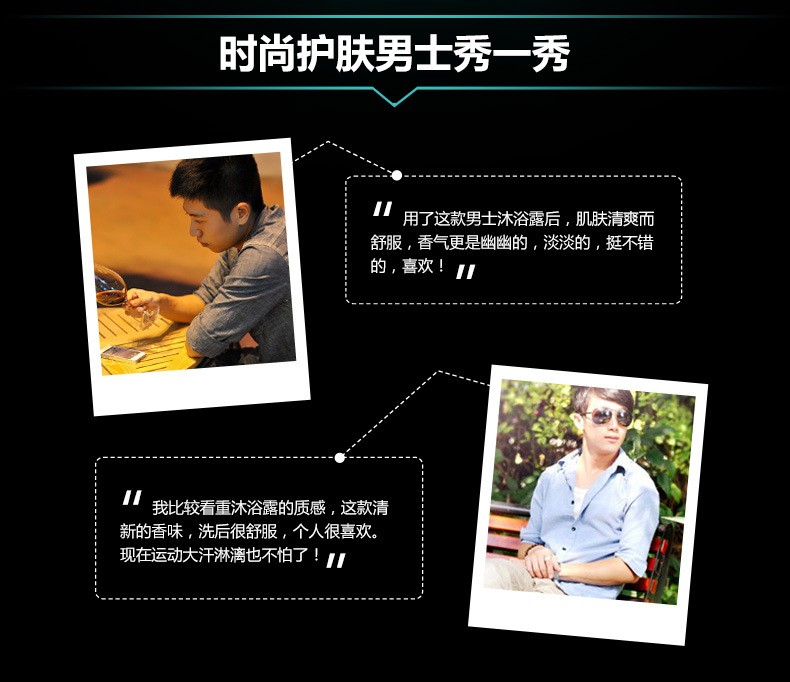 时尚护肤男士秀一秀
"用了这款男士沐浴露后，肌肤清爽而
舒服，香气更是幽幽的，淡淡的，挺不错
的，喜欢！"
"我比较看重沐浴露的质感，这款清
新的香味，洗后很舒服，个人很喜欢。
现在运动大汗淋漓也不怕了！"